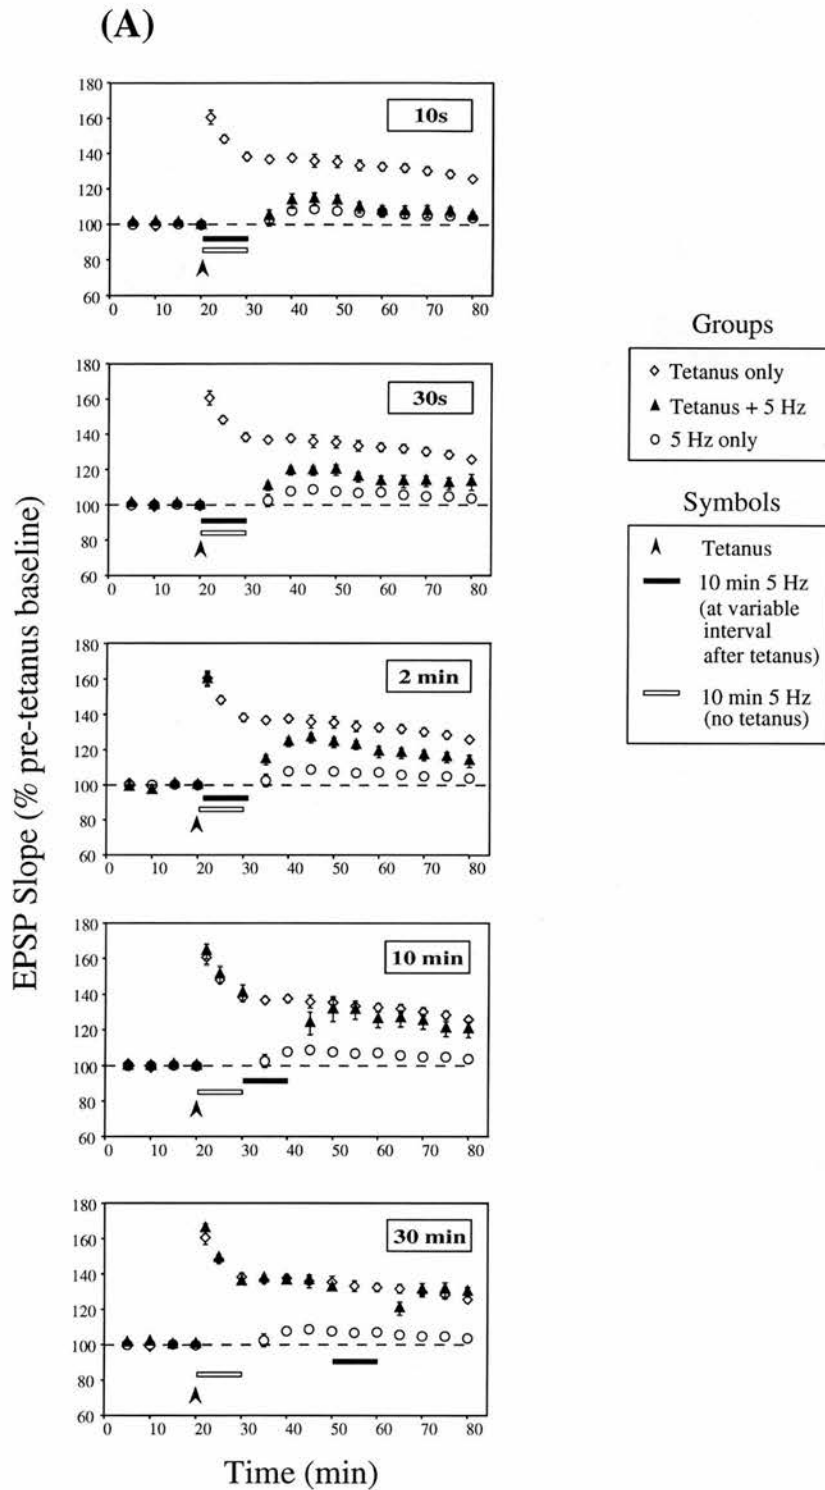 (A)
EPSP Slope (% pre-tetanus baseline)
180
160
140
120
100
80
60
10s
0 10 20 30 40 50 60 70 80
180
160
140
120
100
80
60
30s
0 10 20 30 40 50 60 70 80
180
160
140
120
100
80
60
2 min
0 10 20 30 40 50 60 70 80
180
160
140
120
100
80
60
10 min
0 10 20 30 40 50 60 70 80
180
160
140
120
100
80
60
30 min
0 10 20 30 40 50 60 70 80
Time (min)
Groups
Tetanus only
Tetanus + 5 Hz
5 Hz only
Symbols
Tetanus
10 min 5 Hz
(at variable
interval
after tetanus)
10 min 5 Hz
(no tetanus)